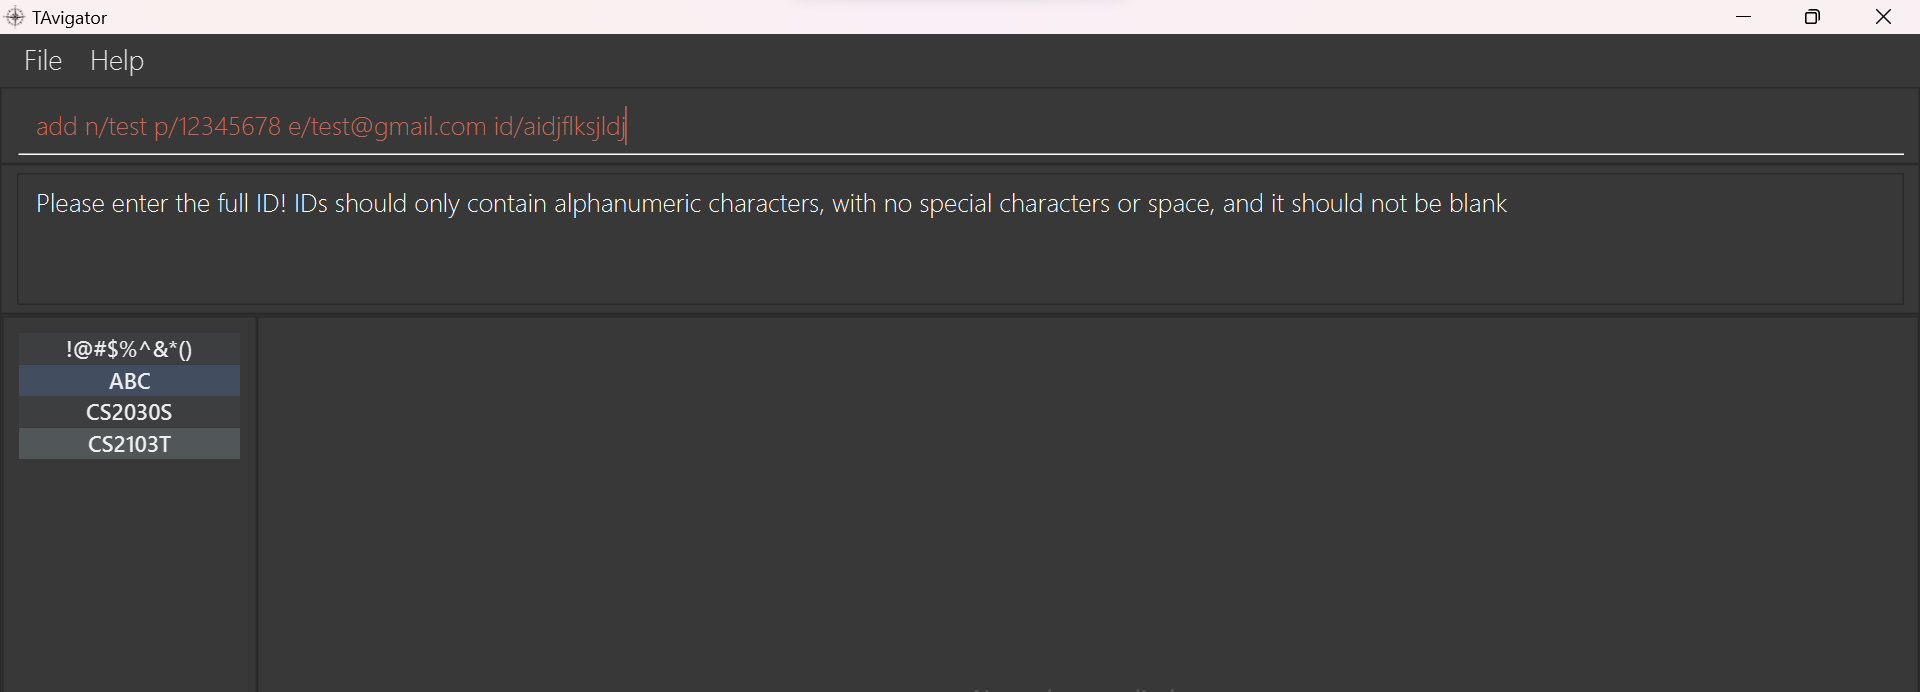 TAvigator
File Help
add n/test p/12345678 e/test@gmail.com id/aidjflksjldj
Please enter the full ID! IDs should only contain alphanumeric characters, with no special characters or space, and it should not be blank
!@#$%^&*()
ABC
CS2030S
CS2103T